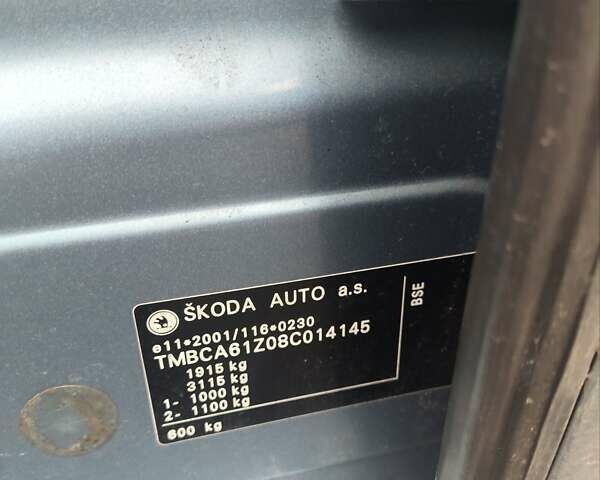 ŠKODA AUTO a.s.
e11*2001/116*0230
TMBCA61Z08C014145
1915 kg
3115 kg
1- 1000 kg
2- 1100 kg
600 kg
BSE